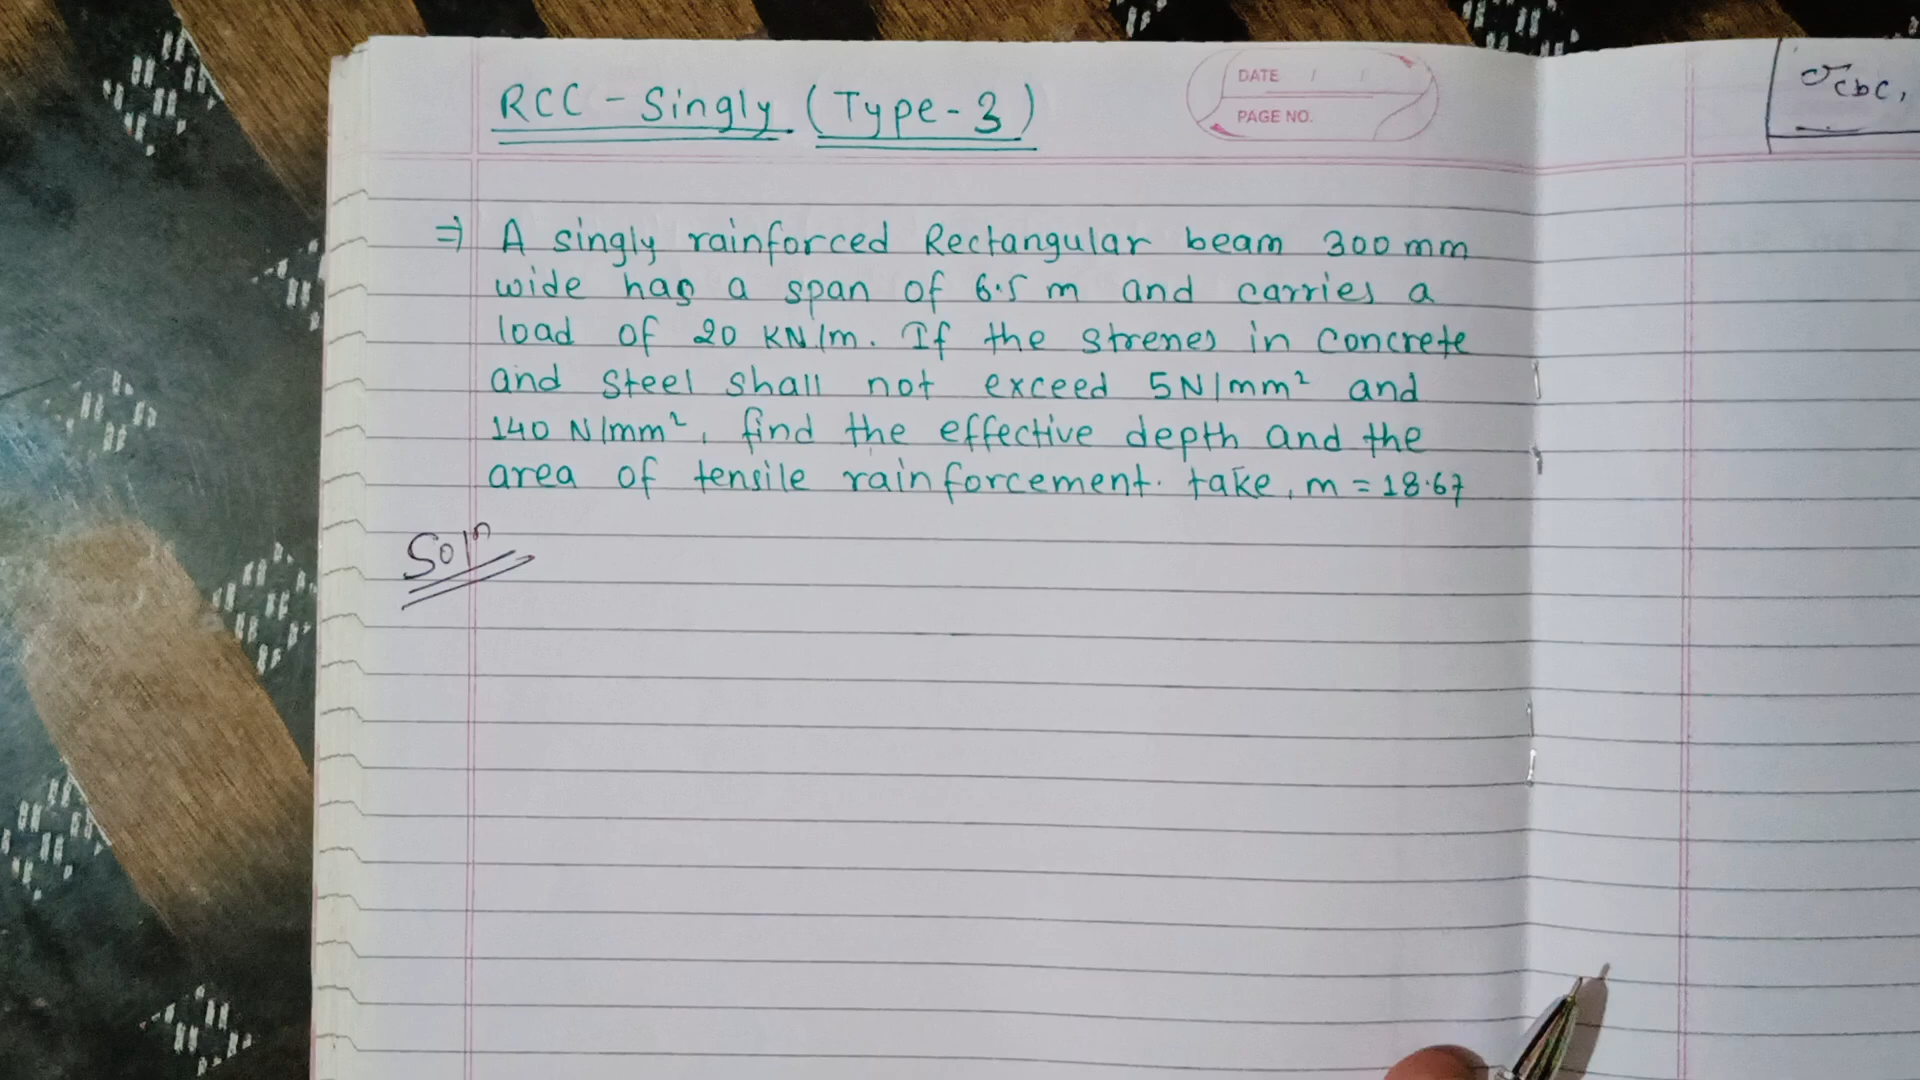 RCC - Singly (Type-3)
DATE / /
PAGE NO.
σcbc,
⇒ A singly rainforced Rectangular beam 300 mm
wide has a span of 6.5 m and carries a
load of 20 KN/m. If the strenes in concrete
and steel shall not exceed 5N/mm² and
140 N/mm², find the effective depth and the
area of tensile rainforcement. take, m = 18.67
Solⁿ